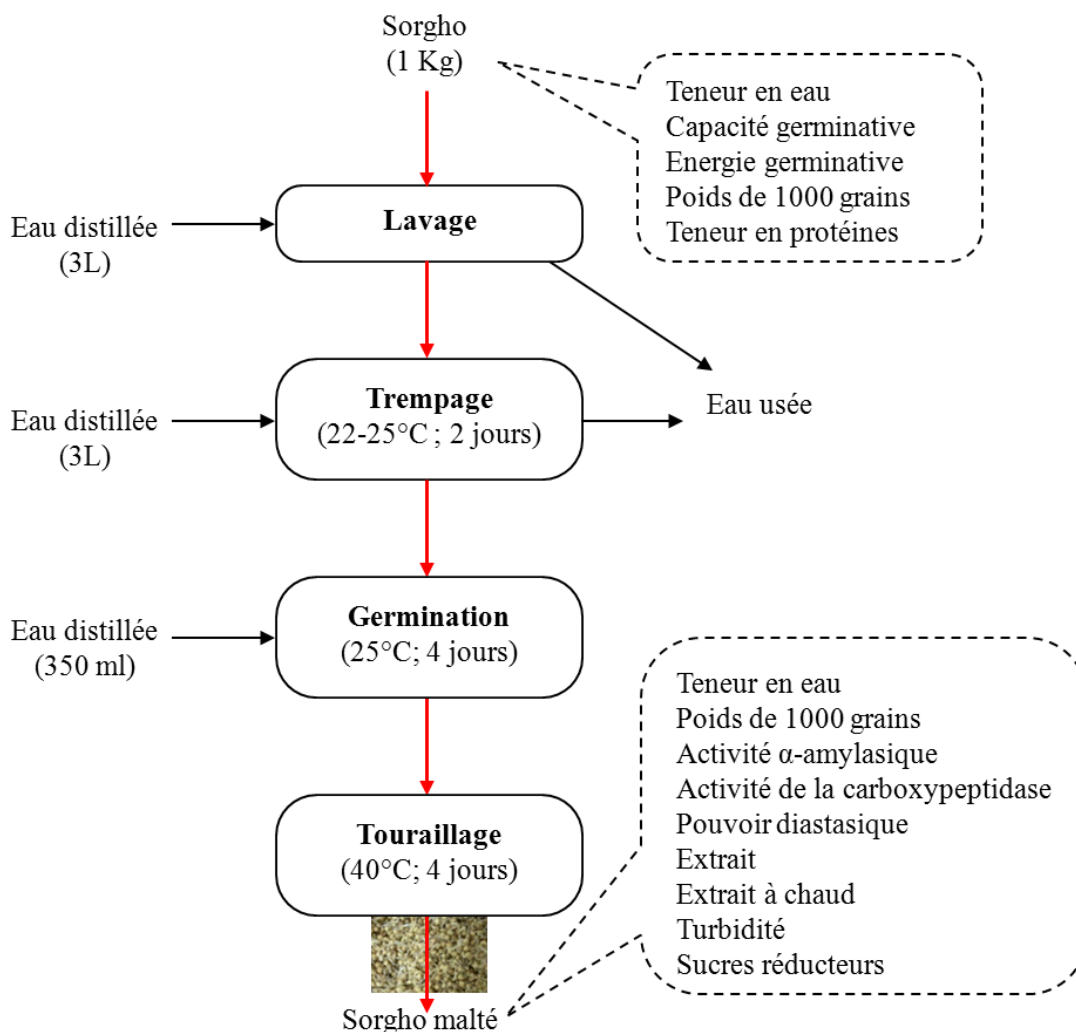 Sorgho
(1 Kg)
Teneur en eau
Capacité germinative
Energie germinative
Poids de 1000 grains
Teneur en protéines
Eau distillée
(3L)
Lavage
Eau distillée
(3L)
Trempage
(22-25°C ; 2 jours)
Eau usée
Eau distillée
(350 ml)
Germination
(25°C; 4 jours)
Touraillage
(40°C; 4 jours)
Teneur en eau
Poids de 1000 grains
Activité α-amylasique
Activité de la carboxypeptidase
Pouvoir diastasique
Extrait
Extrait à chaud
Turbidité
Sucres réducteurs
Sorgho malté